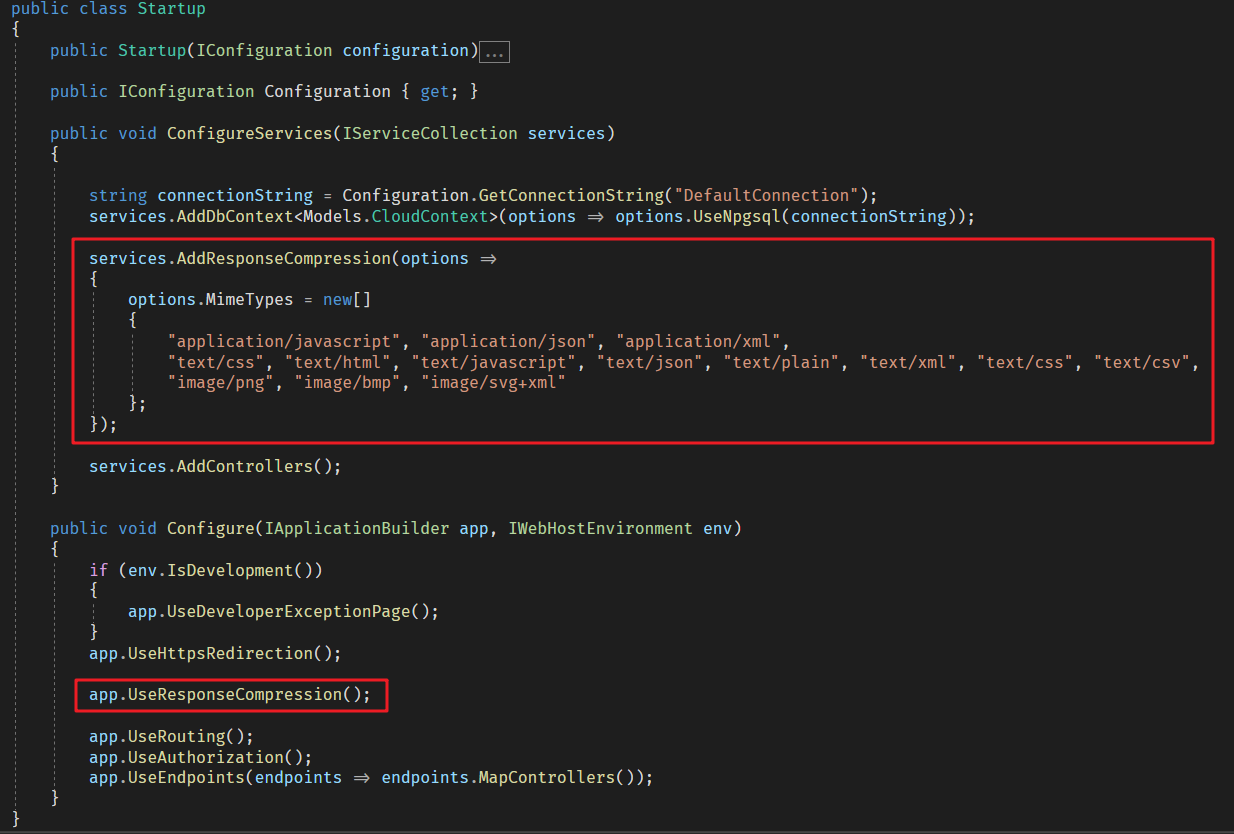 public class Startup
{
public Startup(IConfiguration configuration)...
public IConfiguration Configuration { get; }
public void ConfigureServices(IServiceCollection services)
{
string connectionString = Configuration.GetConnectionString("DefaultConnection");
services.AddDbContext<Models.CloudContext>(options => options.UseNpgsql(connectionString));
services.AddResponseCompression(options =>
{
options.MimeTypes = new[]
{
"application/javascript", "application/json", "application/xml",
"text/css", "text/html", "text/javascript", "text/json", "text/plain", "text/xml", "text/css", "text/csv",
"image/png", "image/bmp", "image/svg+xml"
};
});
services.AddControllers();
}
public void Configure(IApplicationBuilder app, IWebHostEnvironment env)
{
if (env.IsDevelopment())
{
app.UseDeveloperExceptionPage();
}
app.UseHttpsRedirection();
app.UseResponseCompression();
app.UseRouting();
app.UseAuthorization();
app.UseEndpoints(endpoints => endpoints.MapControllers());
}
}